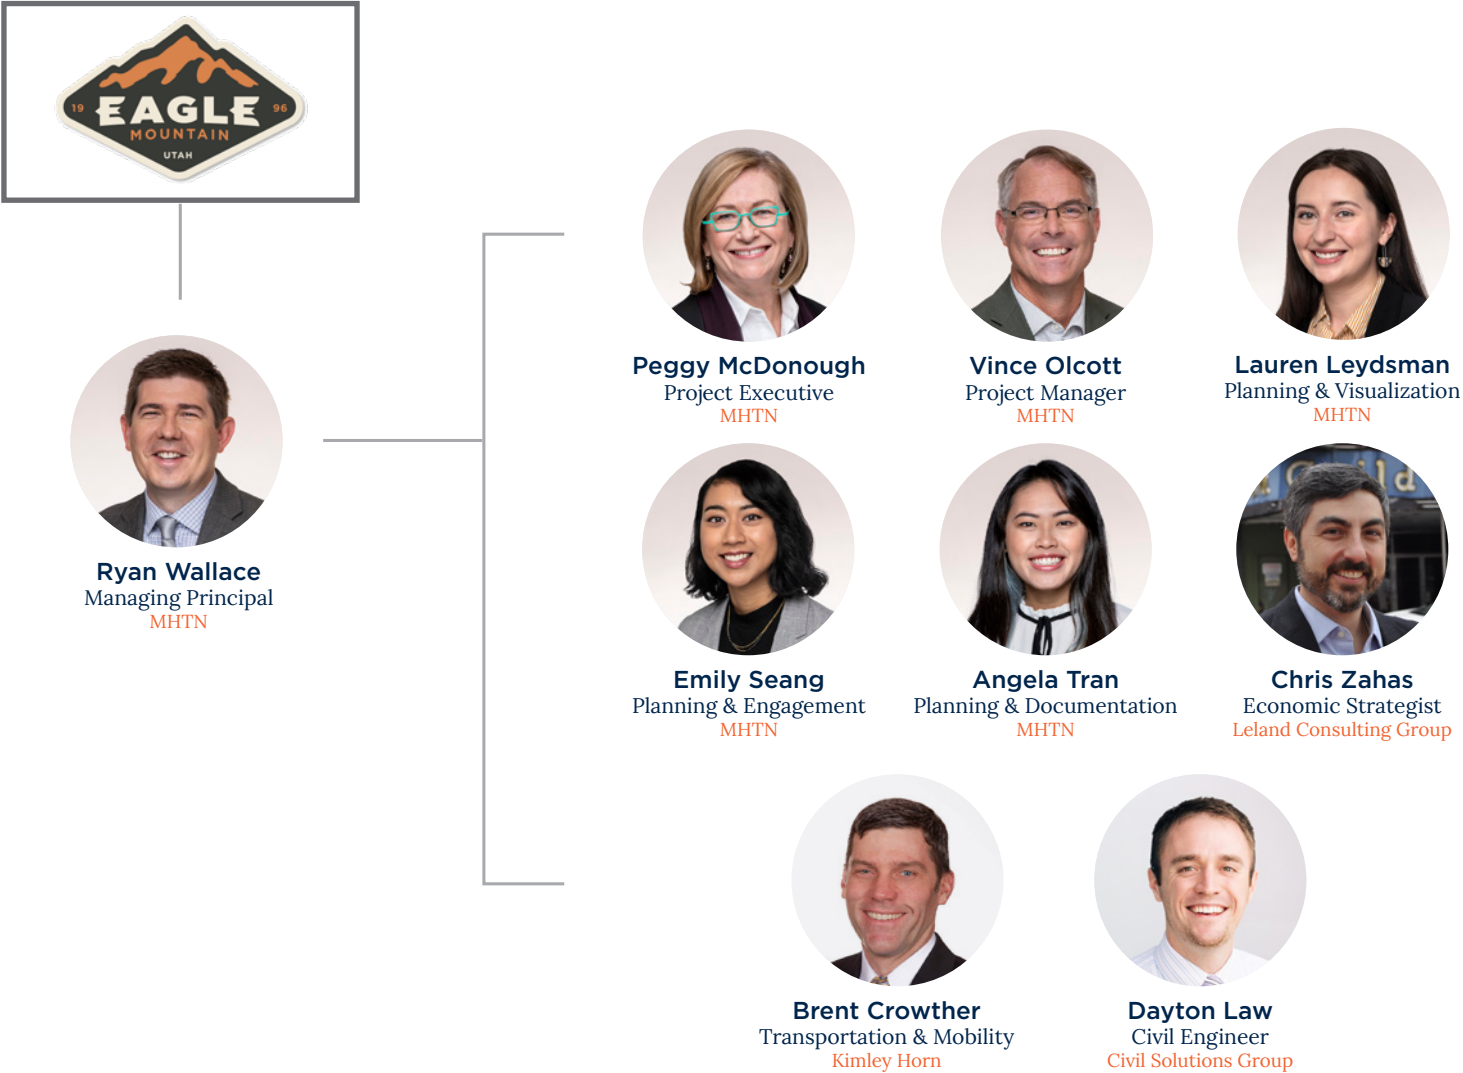 19
EAGLE
96
MOUNTAIN
UTAH
Ryan Wallace
Managing Principal
MHTN
Peggy McDonough
Project Executive
MHTN
Vince Olcott
Project Manager
MHTN
Lauren Leydsman
Planning & Visualization
MHTN
Emily Seang
Planning & Engagement
MHTN
Angela Tran
Planning & Documentation
MHTN
Chris Zahas
Economic Strategist
Leland Consulting Group
Brent Crowther
Transportation & Mobility
Kimley Horn
Dayton Law
Civil Engineer
Civil Solutions Group